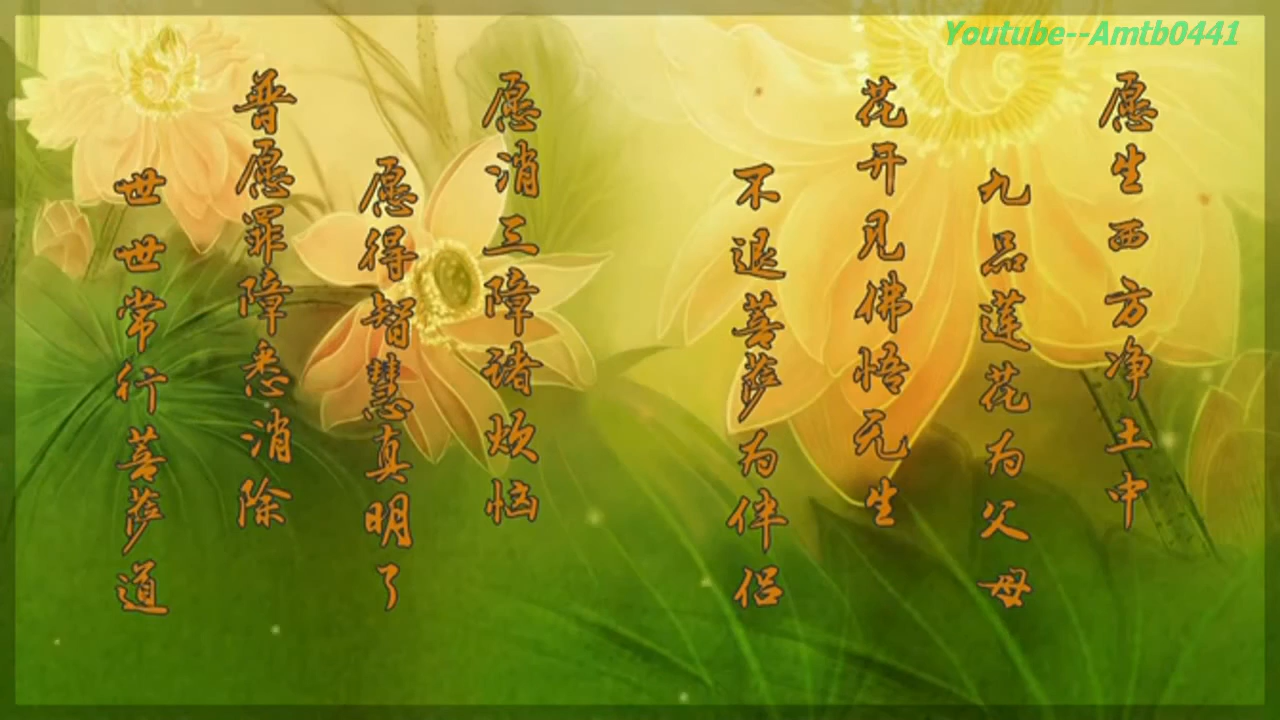 Youtube--Amtb0441
愿生西方净土中
九品莲花为父母
花开见佛悟无生
不退菩萨为伴侣
愿消三障诸烦恼
愿得智慧真明了
普愿罪障悉消除
世世常行菩萨道